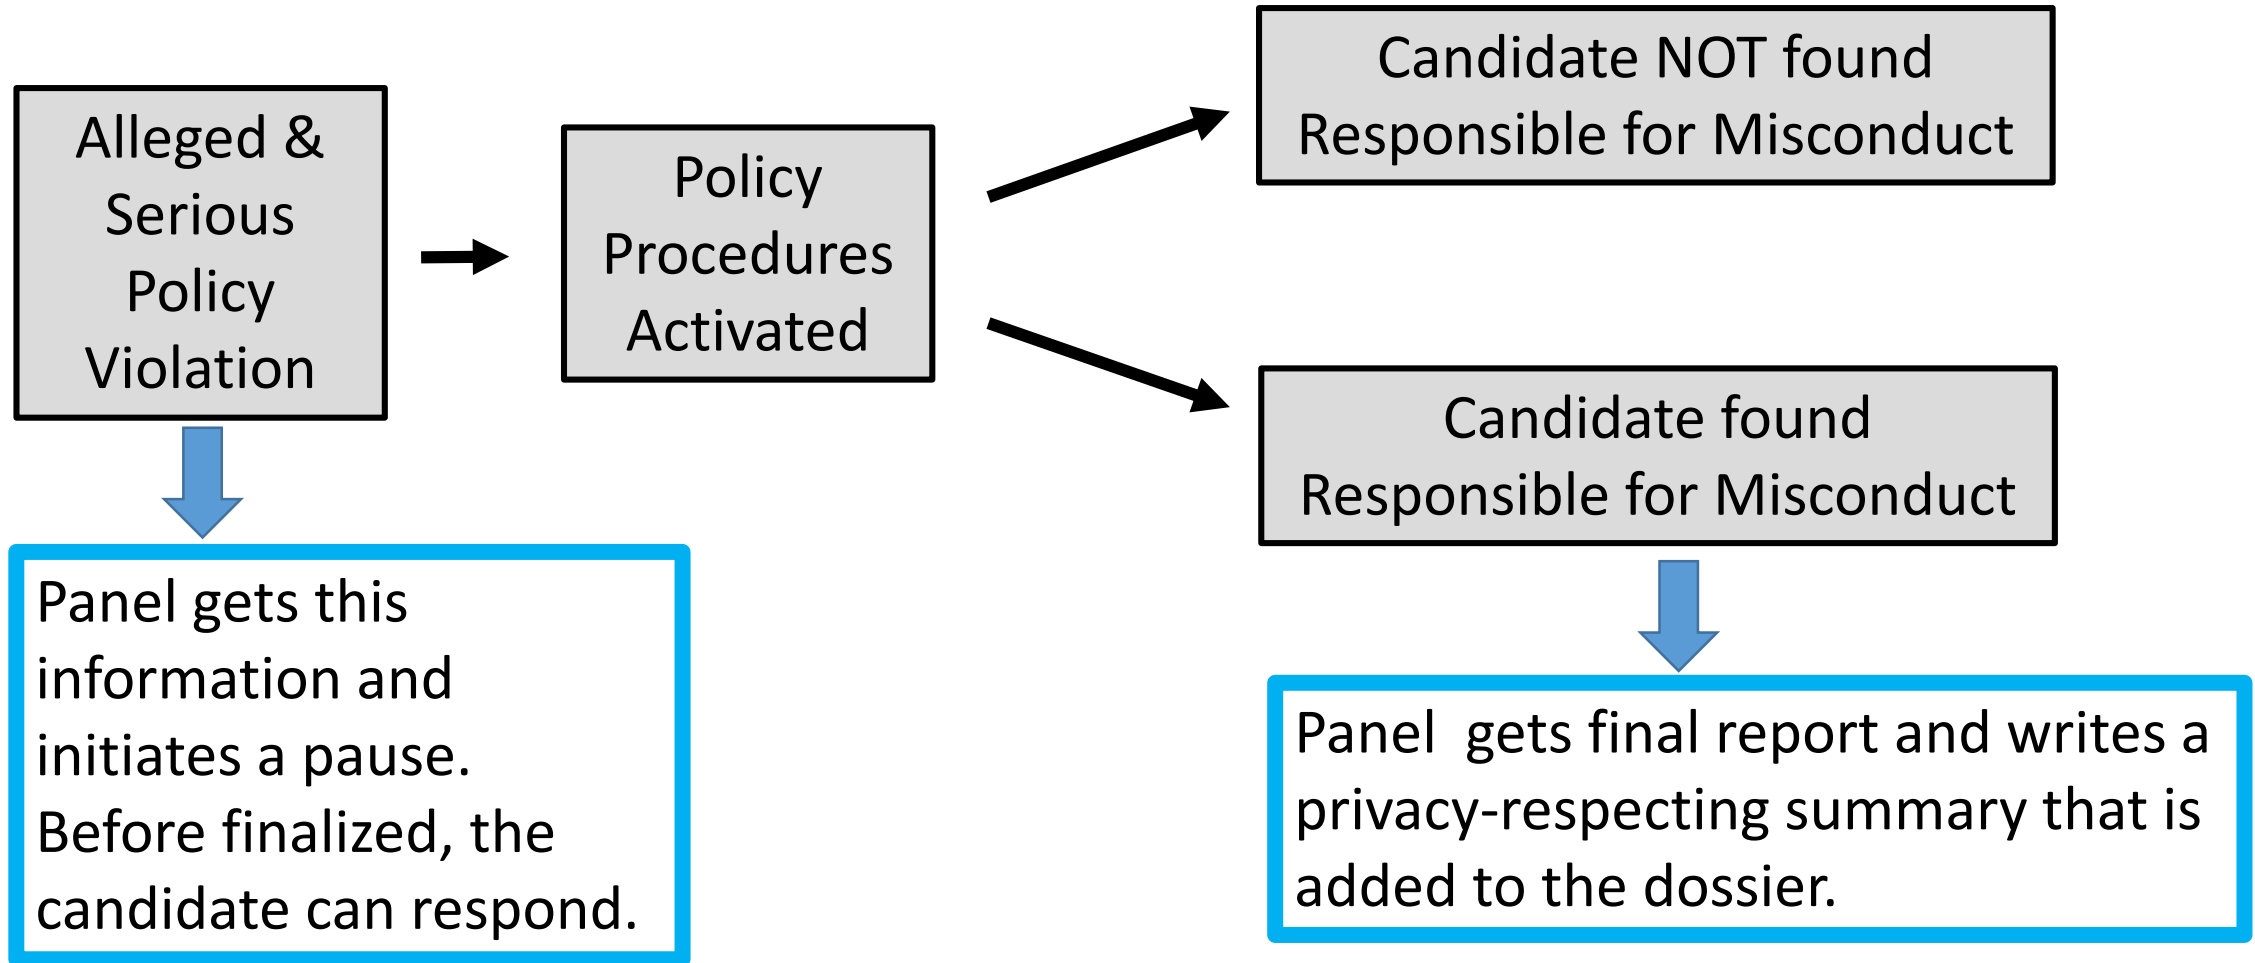 Alleged &
Serious
Policy
Violation
Policy
Procedures
Activated
Candidate NOT found
Responsible for Misconduct
Candidate found
Responsible for Misconduct
Panel gets this
information and
initiates a pause.
Before finalized, the
candidate can respond.
Panel  gets final report and writes a
privacy-respecting summary that is
added to the dossier.